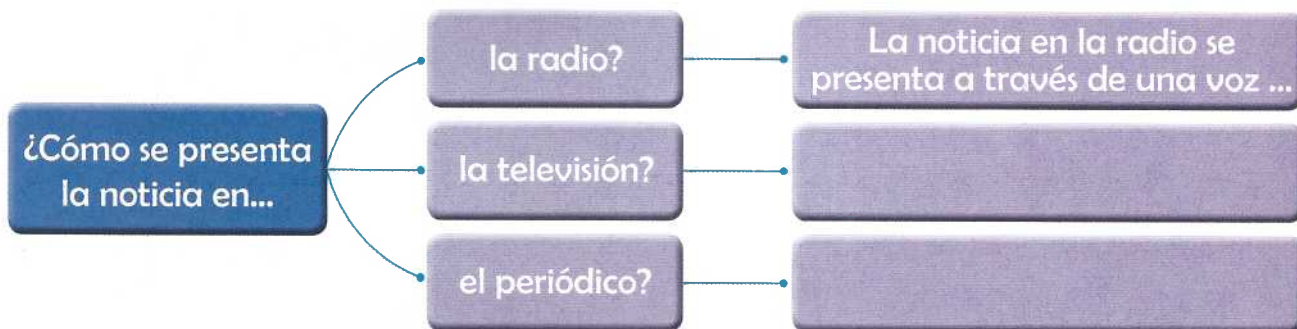 ¿Cómo se presenta
la noticia en...
la radio?
La noticia en la radio se
presenta a través de una voz ...
la televisión?
el periódico?